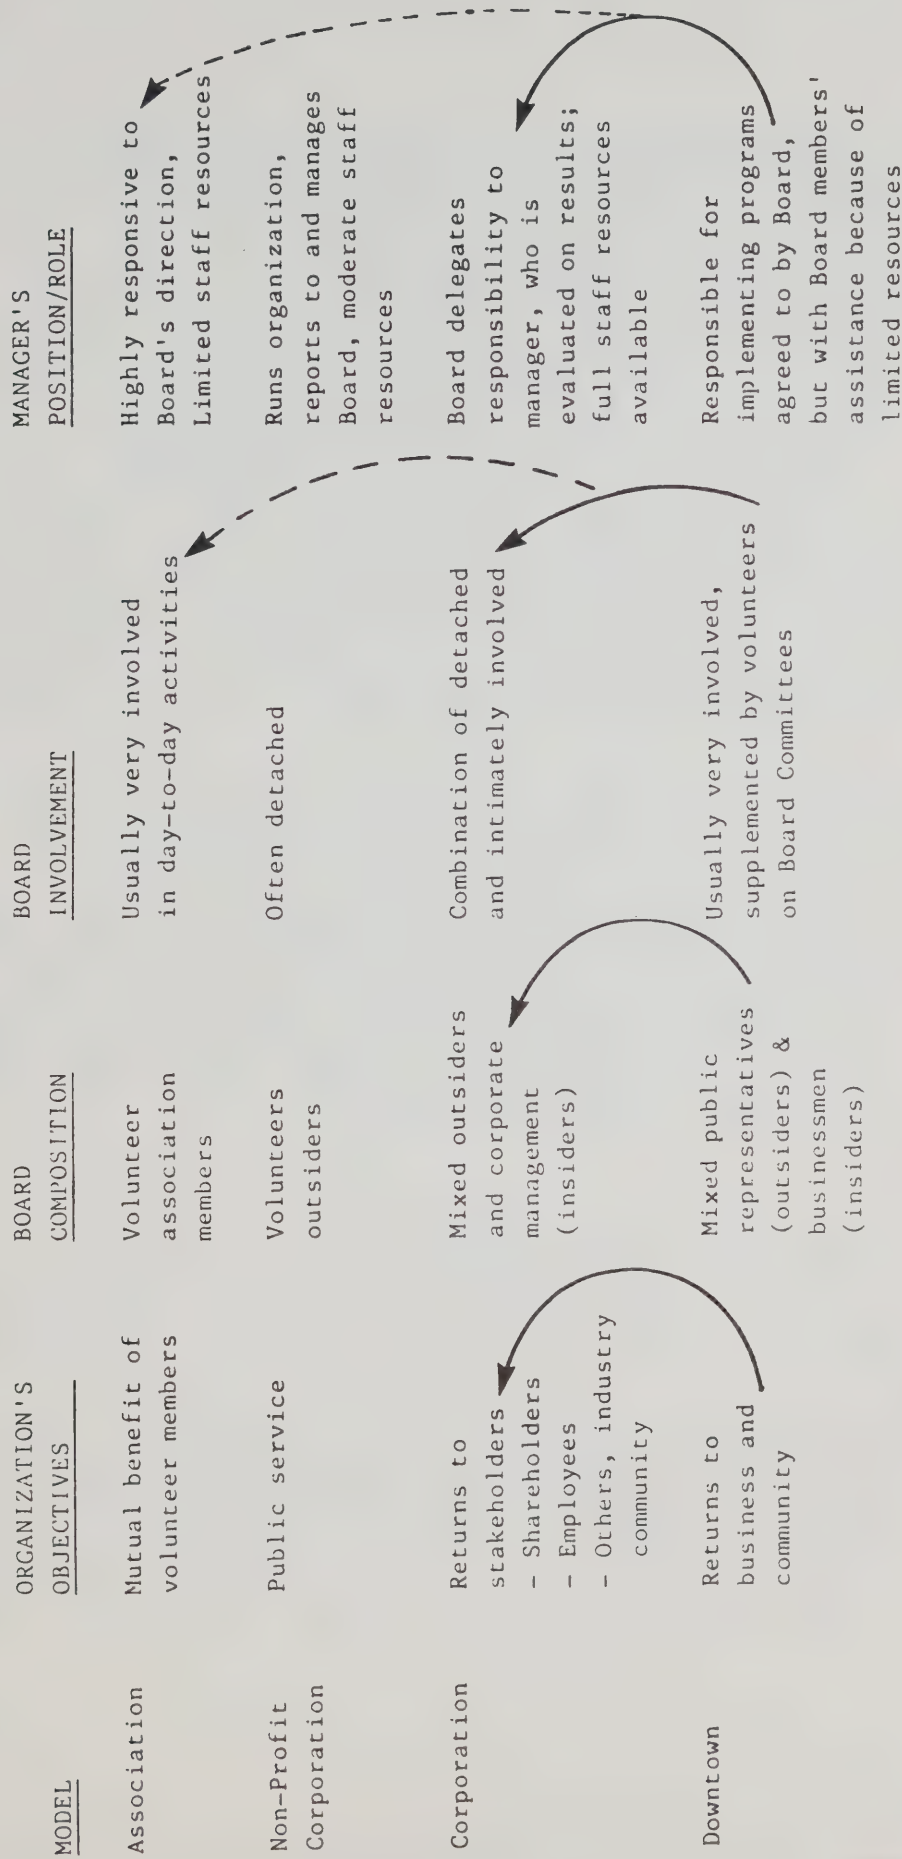 MODEL
ORGANIZATION'S
OBJECTIVES
BOARD
COMPOSITION
BOARD
INVOLVEMENT
MANAGER'S
POSITION/ROLE
Association
Mutual benefit of
volunteer members
Volunteer
association
members
Usually very involved
in day-to-day activities
Highly responsive to
Board's direction,
Limited staff resources
Non-Profit
Corporation
Public service
Volunteers
outsiders
Often detached
Runs organization,
reports to and manages
Board, moderate staff
resources
Corporation
Returns to
stakeholders
- Shareholders
- Employees
- Others, industry
community
Mixed outsiders
and corporate
management
(insiders)
Combination of detached
and intimately involved
Board delegates
responsibility to
manager, who is
evaluated on results;
full staff resources
available
Downtown
Returns to
business and
community
Mixed public
representatives
(outsiders) &
businessmen
(insiders)
Usually very involved,
supplemented by volunteers
on Board Committees
Responsible for
implementing programs
agreed to by Board,
but with Board members'
assistance because of
limited resources